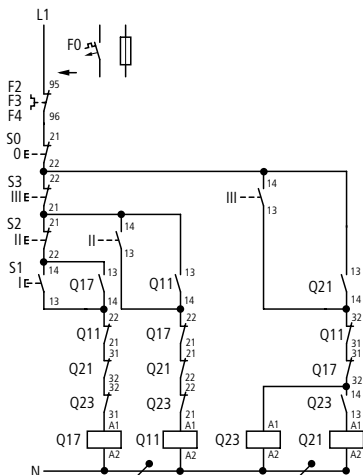 L1
F0
F2 95
F3
F4 96
S0 21
0 E 22
S3 22 14
III E 21 III 13
S2 21 14
II E 22 II 13
S1 14 13 13 13
I E 13 Q17 14 Q11 14 Q21 14
Q11 22 Q17 22 Q11 32
21 21 31
Q21 31 Q21 22 Q17 31
32 21 32
Q23 32 Q23 22 Q23 14
31 21 13
A1 A1 A1 A1
Q17 Q11 Q23 Q21
A2 A2 A2 A2
N